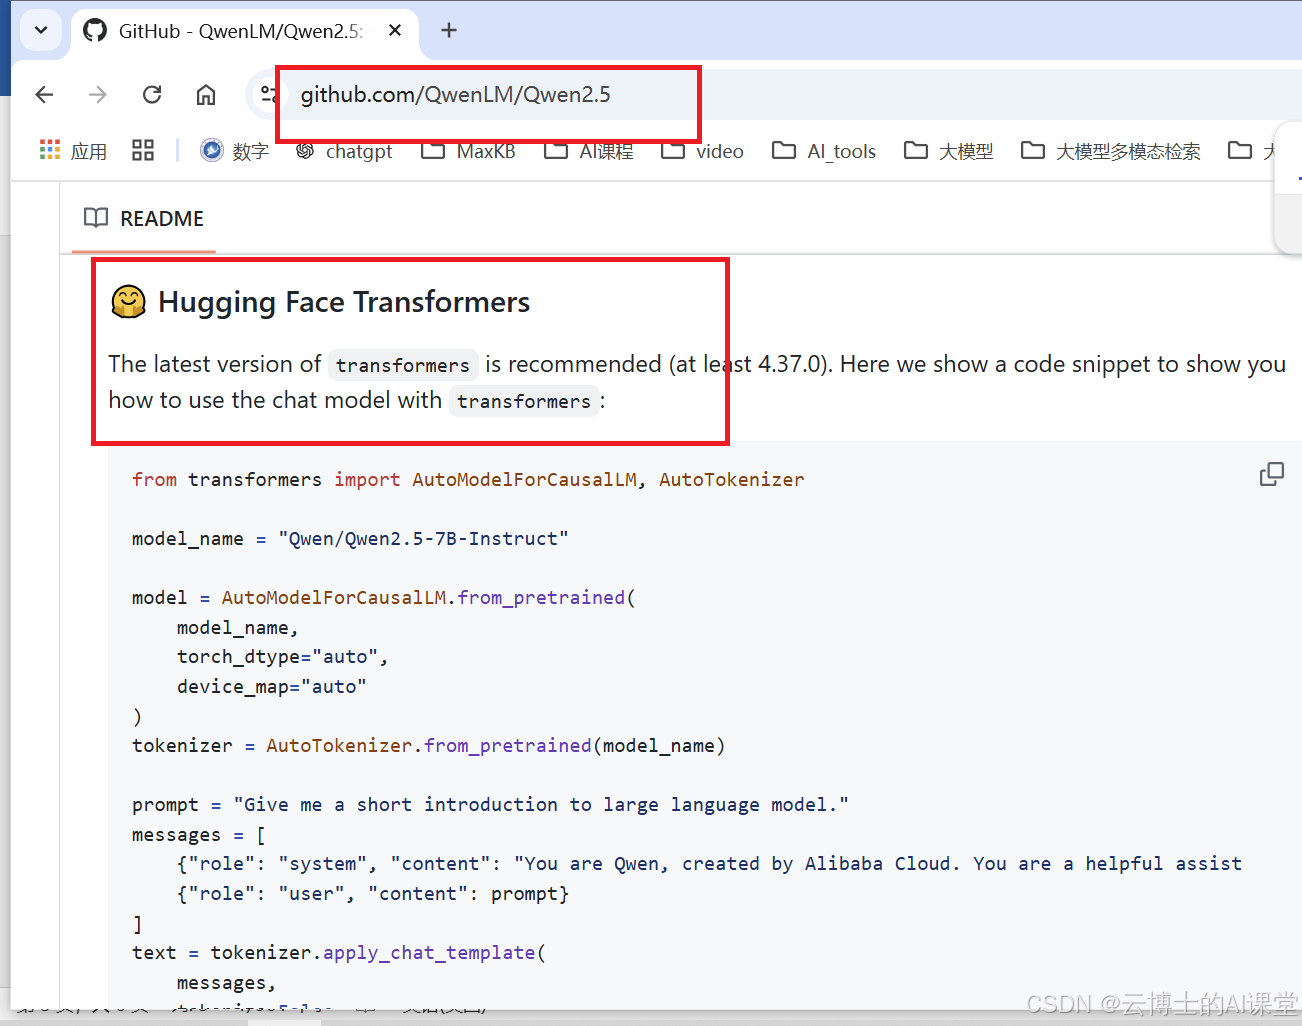 GitHub - QwenLM/Qwen2.5:
github.com/QwenLM/Qwen2.5
应用 数字 chatgpt MaxKB AI课程 video AI_tools 大模型 大模型多模态检索
README
Hugging Face Transformers
The latest version of transformers is recommended (at least 4.37.0). Here we show a code snippet to show you
how to use the chat model with transformers:
from transformers import AutoModelForCausalLM, AutoTokenizer
model_name = "Qwen/Qwen2.5-7B-Instruct"
model = AutoModelForCausalLM.from_pretrained(
model_name,
torch_dtype="auto",
device_map="auto"
)
tokenizer = AutoTokenizer.from_pretrained(model_name)
prompt = "Give me a short introduction to large language model."
messages = [
{"role": "system", "content": "You are Qwen, created by Alibaba Cloud. You are a helpful assist
{"role": "user", "content": prompt}
]
text = tokenizer.apply_chat_template(
messages,
CSDN @云博士的AI课堂